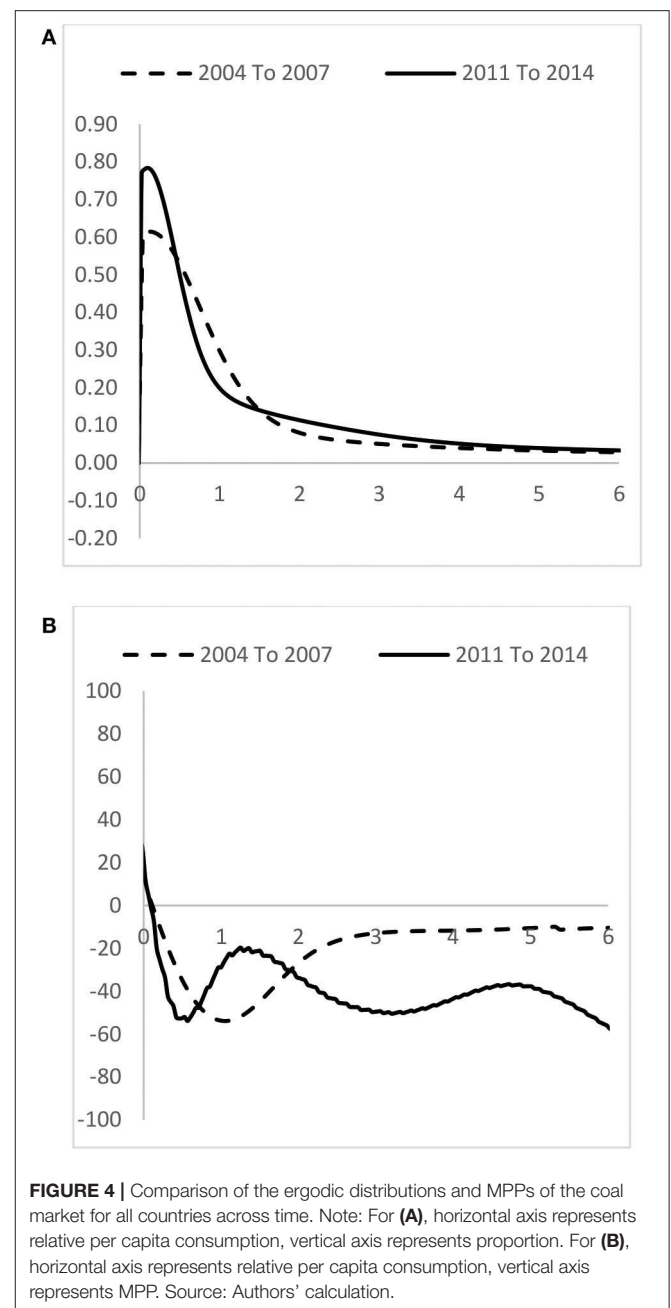 A
2004 To 2007 2011 To 2014
0.90
0.80
0.70
0.60
0.50
0.40
0.30
0.20
0.10
0.00
-0.10
-0.20
0 1 2 3 4 5 6
B
2004 To 2007 2011 To 2014
100
80
60
40
20
0
-20
-40
-60
-80
-100
0 1 2 3 4 5 6
FIGURE 4 | Comparison of the ergodic distributions and MPPs of the coal
market for all countries across time. Note: For (A), horizontal axis represents
relative per capita consumption, vertical axis represents proportion. For (B),
horizontal axis represents relative per capita consumption, vertical axis
represents MPP. Source: Authors' calculation.